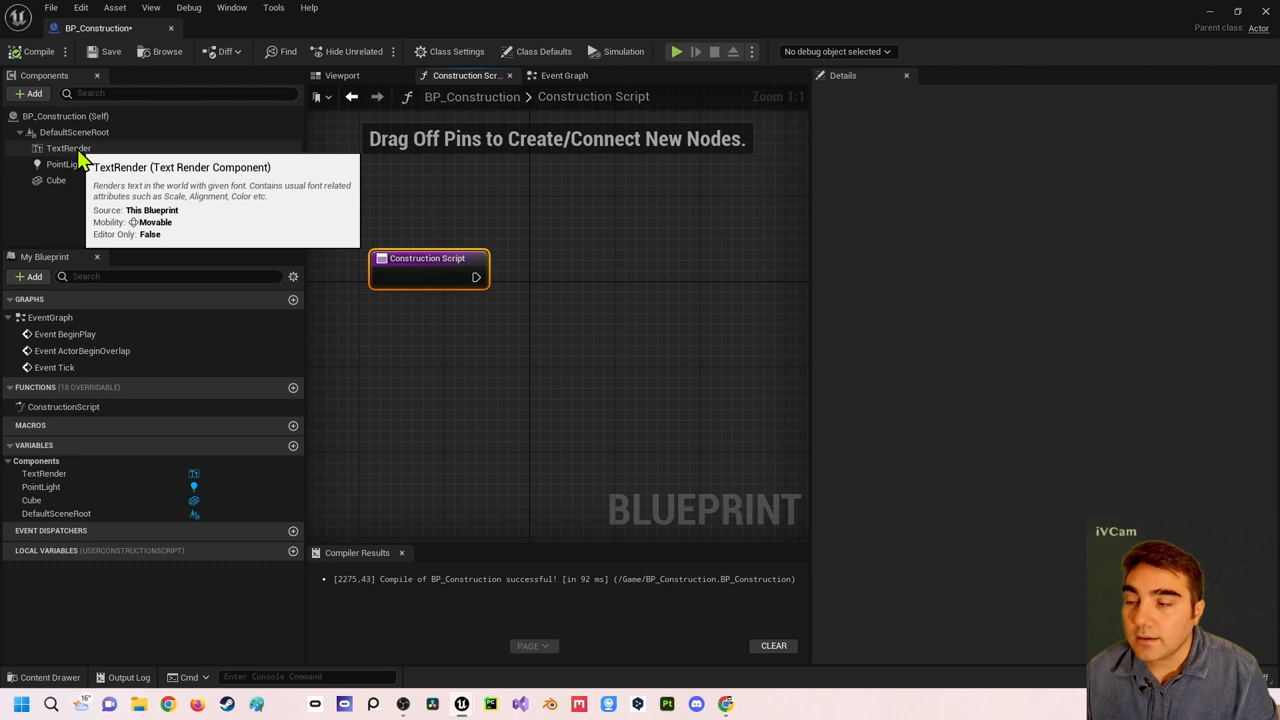 File Edit Asset View Debug Window Tools Help
BP_Construction*
Parent class: Actor
Compile Save Browse Diff Find Hide Unrelated Class Settings Class Defaults Simulation No debug object selected
Components Viewport Construction Scr... Event Graph Details
Add Search
BP_Construction > Construction Script Zoom 1:1
BP_Construction (Self)
DefaultSceneRoot
TextRender
PointLig
Cube
Drag Off Pins to Create/Connect New Nodes.
TextRender (Text Render Component)
Renders text in the world with given font. Contains usual font related
attributes such as Scale, Alignment, Color etc.
Source: This Blueprint
Mobility: Movable
Editor Only: False
My Blueprint
Add Search
Construction Script
GRAPHS
EventGraph
Event BeginPlay
Event ActorBeginOverlap
Event Tick
FUNCTIONS (18 OVERRIDABLE)
ConstructionScript
MACROS
VARIABLES
Components
TextRender
PointLight
Cube
DefaultSceneRoot
EVENT DISPATCHERS
LOCAL VARIABLES (USERCONSTRUCTIONSCRIPT)
BLUEPRINT
Compiler Results
[2275,43] Compile of BP_Construction successful! [in 92 ms] (/Game/BP_Construction.BP_Construction)
PAGE CLEAR
iVCam
Content Drawer Output Log Cmd Enter Console Command
16°